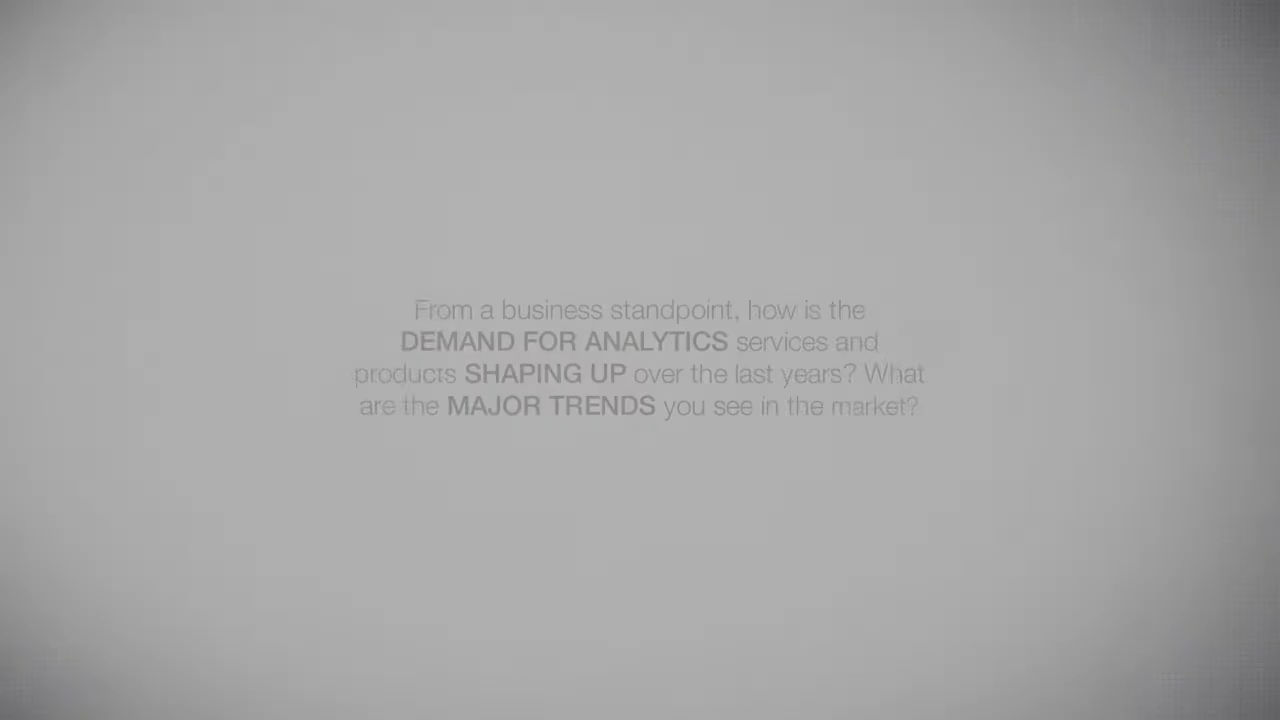 From a business standpoint, how is the
DEMAND FOR ANALYTICS services and
products SHAPING UP over the last years? What
are the MAJOR TRENDS you see in the market?